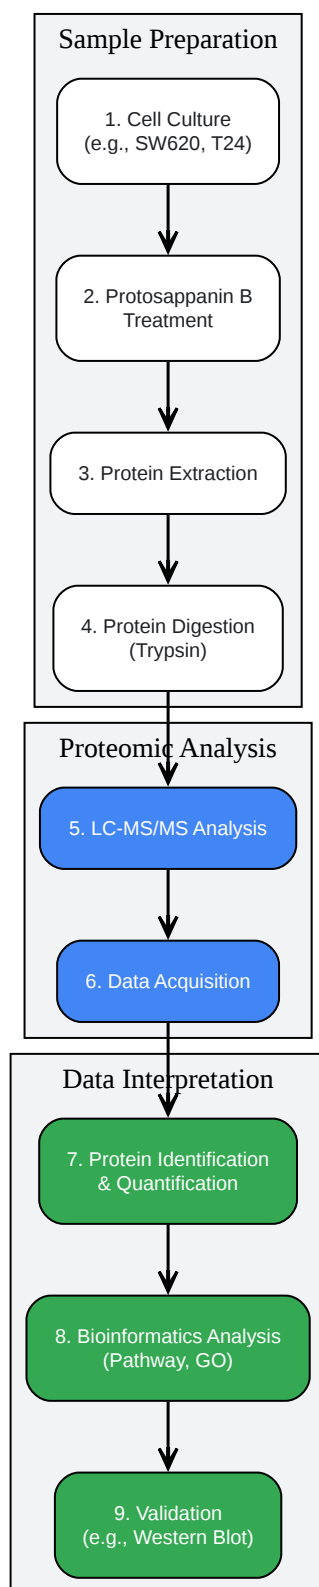 Sample Preparation
1. Cell Culture
(e.g., SW620, T24)
2. Protosappanin B
Treatment
3. Protein Extraction
4. Protein Digestion
(Trypsin)
Proteomic Analysis
5. LC-MS/MS Analysis
6. Data Acquisition
Data Interpretation
7. Protein Identification
& Quantification
8. Bioinformatics Analysis
(Pathway, GO)
9. Validation
(e.g., Western Blot)